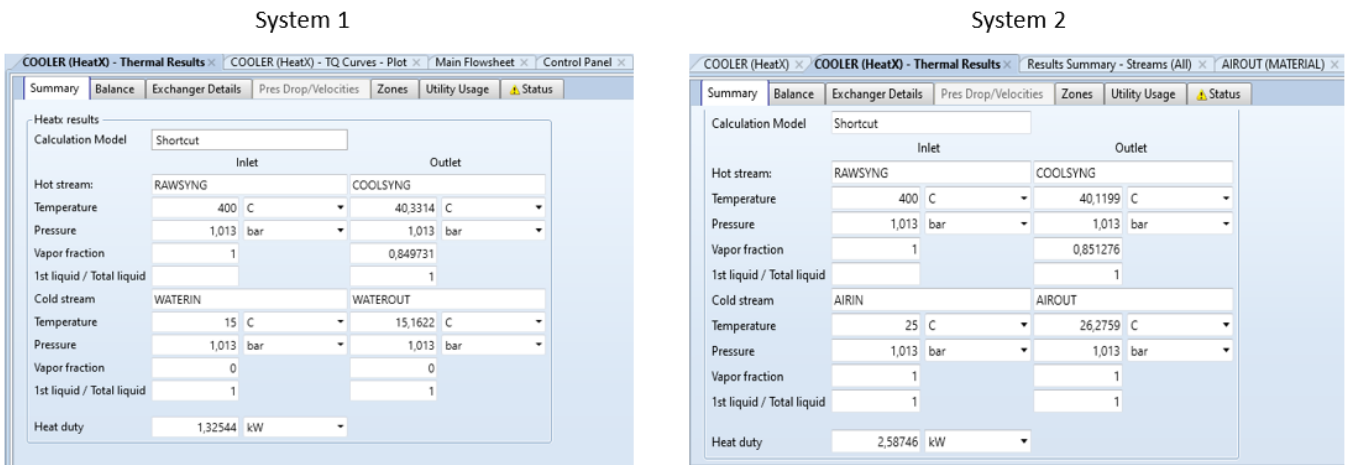 System 1
COOLER (HeatX) - Thermal Results × COOLER (HeatX) - TQ Curves - Plot × Main Flowsheet × Control Panel ×
Summary Balance Exchanger Details Pres Drop/Velocities Zones Utility Usage Status
Heatx results
Calculation Model Shortcut
Inlet Outlet
Hot stream: RAWSYNG COOLSYNG
Temperature 400 C 40,3314 C
Pressure 1,013 bar 1,013 bar
Vapor fraction 1 0,849731
1st liquid / Total liquid 1
Cold stream WATERIN WATEROUT
Temperature 15 C 15,1622 C
Pressure 1,013 bar 1,013 bar
Vapor fraction 0 0
1st liquid / Total liquid 1 1
Heat duty 1,32544 kW
System 2
COOLER (HeatX) × COOLER (HeatX) - Thermal Results × Results Summary - Streams (All) × AIROUT (MATERIAL) ×
Summary Balance Exchanger Details Pres Drop/Velocities Zones Utility Usage Status
Calculation Model Shortcut
Inlet Outlet
Hot stream: RAWSYNG COOLSYNG
Temperature 400 C 40,1199 C
Pressure 1,013 bar 1,013 bar
Vapor fraction 1 0,851276
1st liquid / Total liquid 1
Cold stream AIRIN AIROUT
Temperature 25 C 26,2759 C
Pressure 1,013 bar 1,013 bar
Vapor fraction 1 1
1st liquid / Total liquid 1 1
Heat duty 2,58746 kW